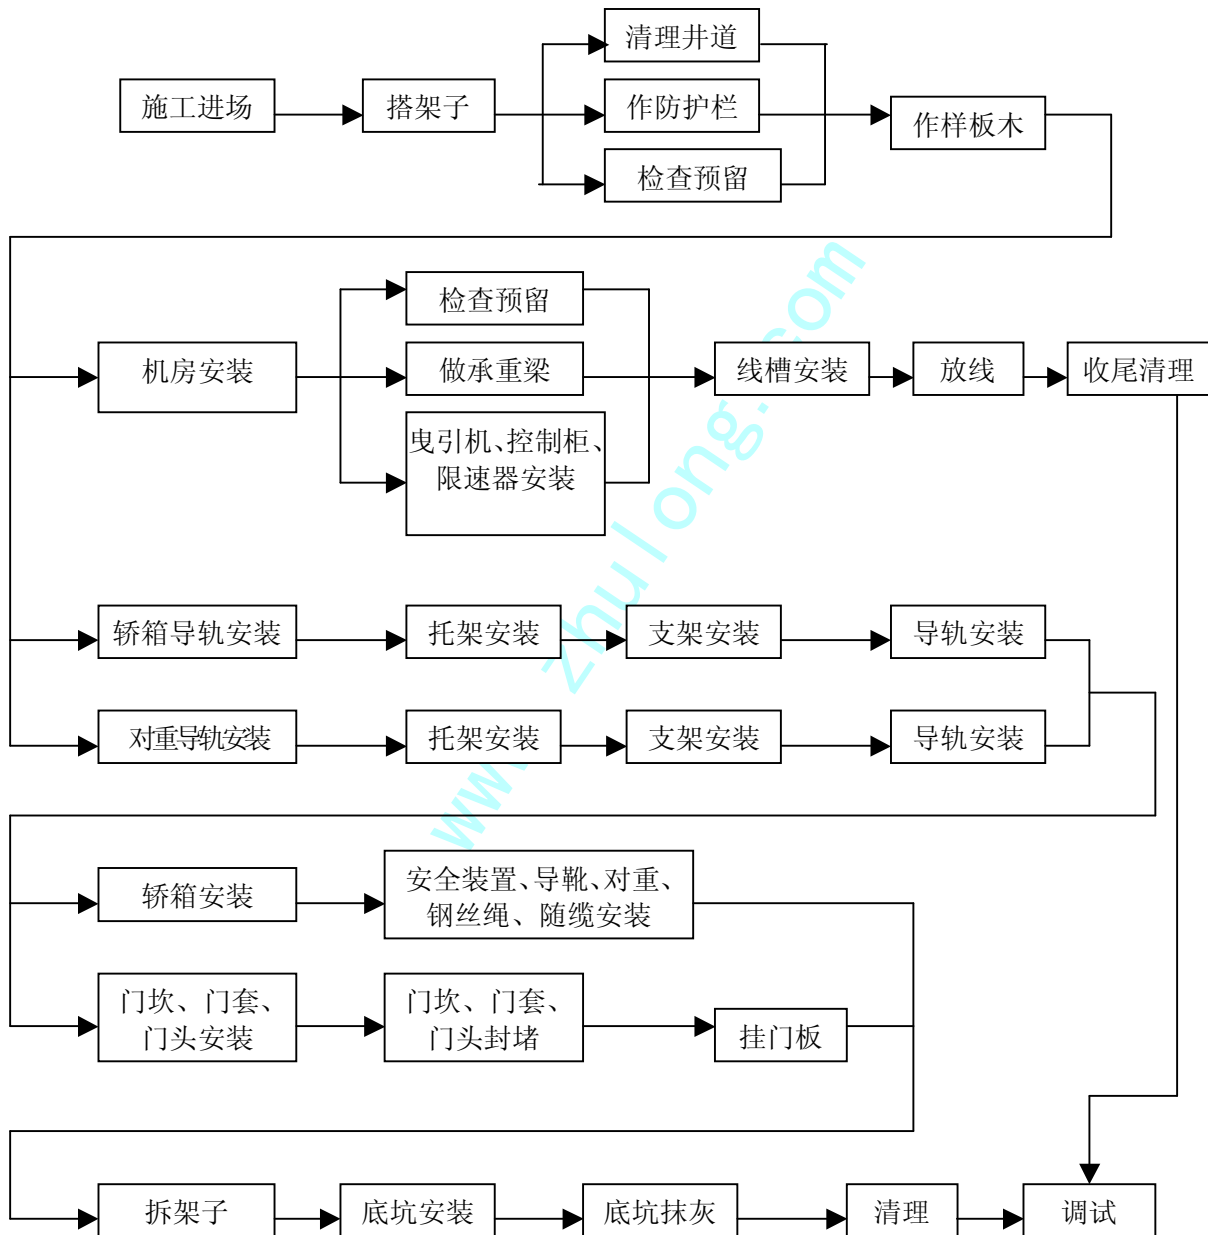 清理井道
施工进场
搭架子
作防护栏
作样板木
检查预留
检查预留
机房安装
做承重梁
线槽安装
放线
收尾清理
曳引机、控制柜、
限速器安装
轿箱导轨安装
托架安装
支架安装
导轨安装
对重导轨安装
托架安装
支架安装
导轨安装
轿箱安装
安全装置、导靴、对重、
钢丝绳、随缆安装
门坎、门套、
门头安装
门坎、门套、
门头封堵
挂门板
拆架子
底坑安装
底坑抹灰
清理
调试
www.zhulong.com